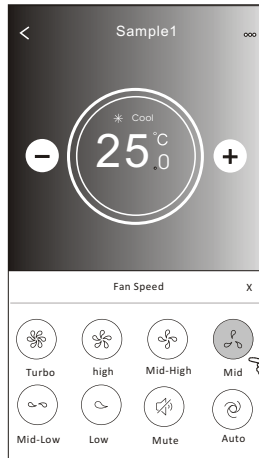 Sample1
Cool
25.0°C
Fan Speed X
Turbo high Mid-High Mid
Mid-Low Low Mute Auto